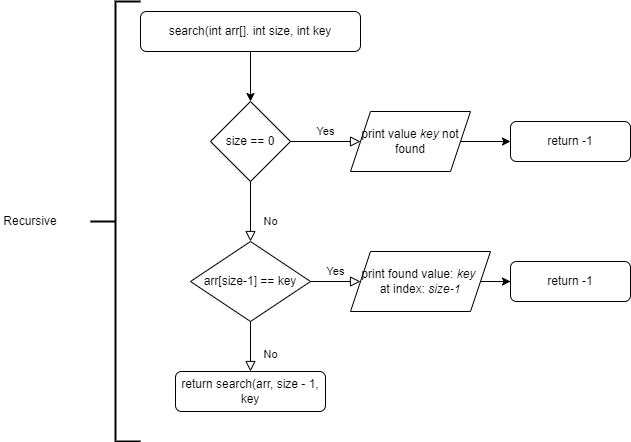 search(int arr[]. int size, int key
size == 0
Yes
print value key not
found
return -1
Recursive
No
arr[size-1] == key
Yes
print found value: key
at index: size-1
return -1
No
return search(arr, size - 1,
key